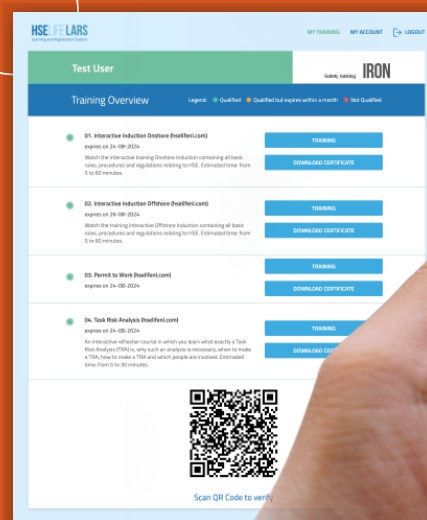 HSELIFE LARS
Learning and Registration System
MY TRAINING MY ACCOUNT LOGOUT
Test User
Safety training IRON
Training Overview
Legend: Qualified Qualified but expires within a month Not Qualified
01. Interactive Induction Onshore (hselifenl.com)
expires on 24-08-2024
Watch the interactive training Onshore Induction containing all basic
rules, procedures and regulations relating to HSE. Estimated time: from
5 to 60 minutes.
TRAINING
DOWNLOAD CERTIFICATE
02. Interactive Induction Offshore (hselifenl.com)
expires on 28-08-2024
Watch the training interactive Offshore Induction containing all basic
rules, procedures and regulations relating to HSE. Estimated time: from
5 to 60 minutes.
TRAINING
DOWNLOAD CERTIFICATE
03. Permit to Work (hselifenl.com)
expires on 24-08-2024
TRAINING
DOWNLOAD CERTIFICATE
04. Task Risk Analysis (hselifenl.com)
expires on 24-08-2024
An interactive refresher course in which you learn what exactly a Task
Risk Analysis (TRA) is, why such an analysis is necessary, when to make
a TRA, how to make a TRA and which people are involved. Estimated
time: from 5 to 30 minutes.
TRAINING
DOWNLOAD CER
Scan QR Code to verify